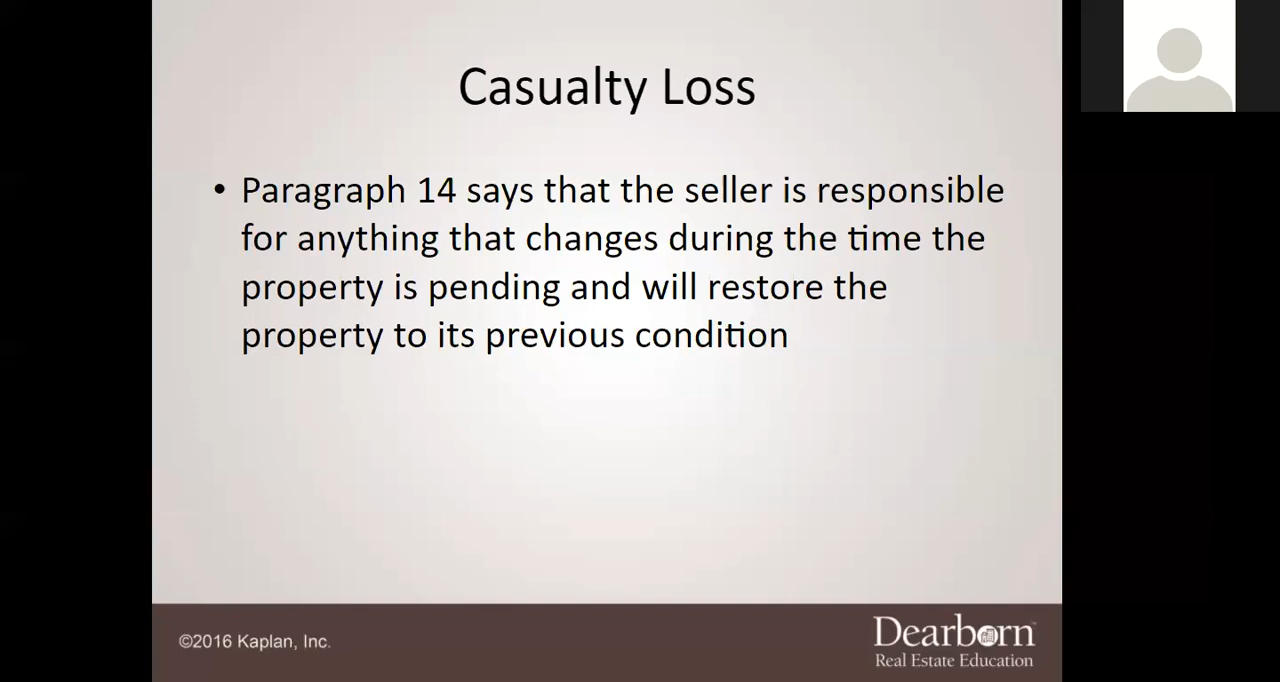 Casualty Loss
• Paragraph 14 says that the seller is responsible
for anything that changes during the time the
property is pending and will restore the
property to its previous condition
©2016 Kaplan, Inc.
Dearborn™
Real Estate Education